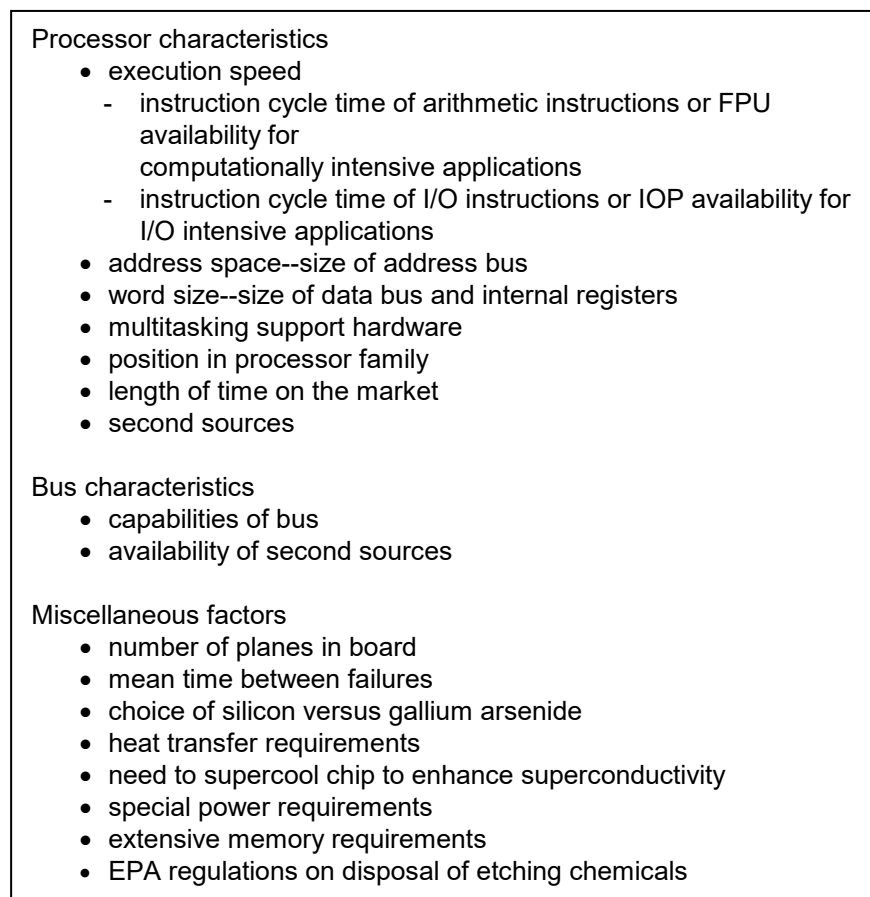 Processor characteristics
• execution speed
- instruction cycle time of arithmetic instructions or FPU
availability for
computationally intensive applications
- instruction cycle time of I/O instructions or IOP availability for
I/O intensive applications
• address space--size of address bus
• word size--size of data bus and internal registers
• multitasking support hardware
• position in processor family
• length of time on the market
• second sources
Bus characteristics
• capabilities of bus
• availability of second sources
Miscellaneous factors
• number of planes in board
• mean time between failures
• choice of silicon versus gallium arsenide
• heat transfer requirements
• need to supercool chip to enhance superconductivity
• special power requirements
• extensive memory requirements
• EPA regulations on disposal of etching chemicals